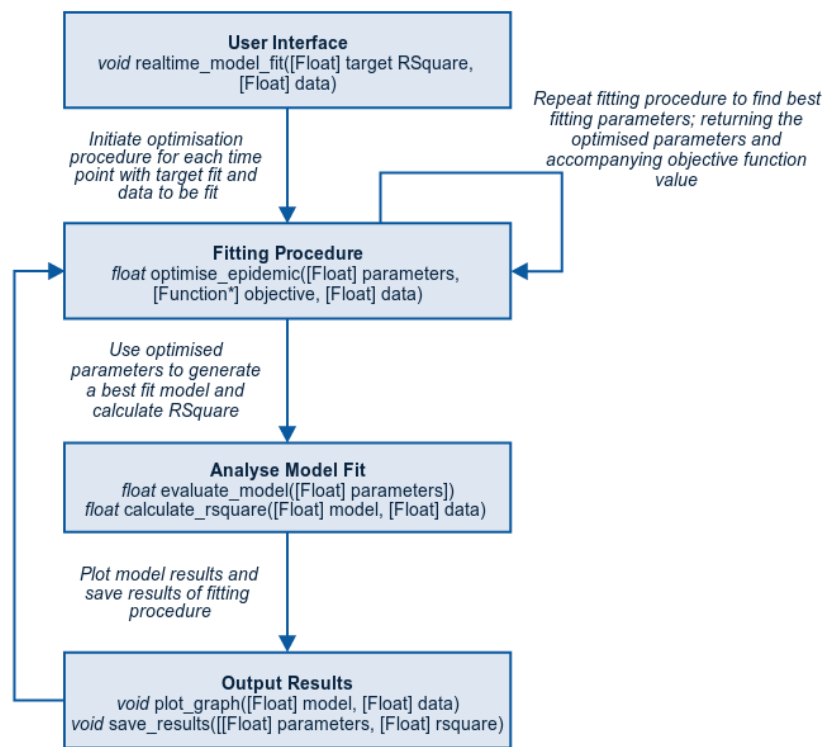 User Interface
void realtime_model_fit([Float] target RSquare,
[Float] data)
Repeat fitting procedure to find best
fitting parameters; returning the
optimised parameters and
accompanying objective function
value
Initiate optimisation
procedure for each time
point with target fit and
data to be fit
Fitting Procedure
float optimise_epidemic([Float] parameters,
[Function*] objective, [Float] data)
Use optimised
parameters to generate
a best fit model and
calculate RSquare
Analyse Model Fit
float evaluate_model([Float] parameters])
float calculate_rsquare([Float] model, [Float] data)
Plot model results and
save results of fitting
procedure
Output Results
void plot_graph([Float] model, [Float] data)
void save_results([[Float] parameters, [Float] rsquare)